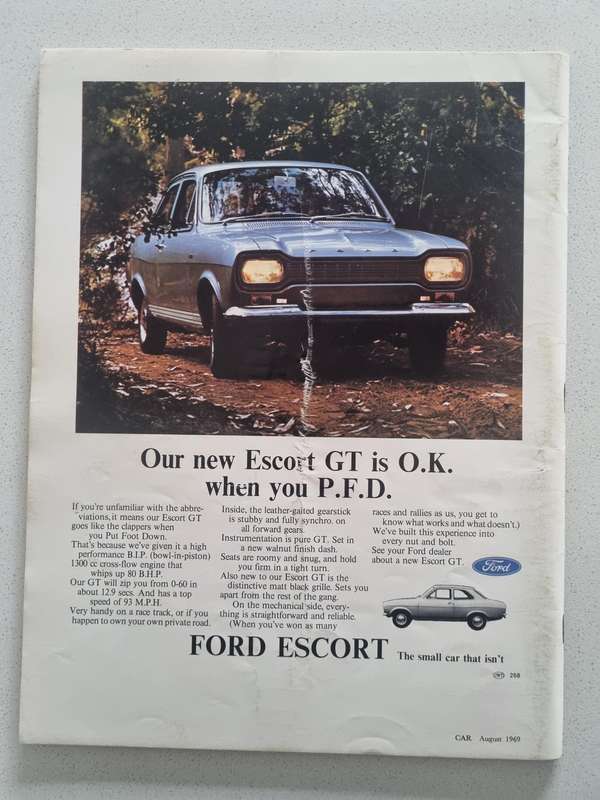 FORD
Our new Escort GT is O.K.
when you P.F.D.
If you're unfamiliar with the abbre-
viations, it means our Escort GT
goes like the clappers when
you Put Foot Down.
That's because we've given it a high
performance B.I.P. (bowl-in-piston)
1300 cc cross-flow engine that
whips up 80 B.H.P.
Our GT will zip you from 0-60 in
about 12.9 secs. And has a top
speed of 93 M.P.H.
Very handy on a race track, or if you
happen to own your own private road.
Inside, the leather-gaited gearstick
is stubby and fully synchro. on
all forward gears.
Instrumentation is pure GT. Set in
a new walnut finish dash.
Seats are roomy and snug, and hold
you firm in a tight turn.
Also new to our Escort GT is the
distinctive matt black grille. Sets you
apart from the rest of the gang.
On the mechanical side, every-
thing is straightforward and reliable.
(When you've won as many
races and rallies as us, you get to
know what works and what doesn't.)
We've built this experience into
every nut and bolt.
See your Ford dealer
about a new Escort GT.
Ford
FORD ESCORT The small car that isn't
268
CAR August 1969